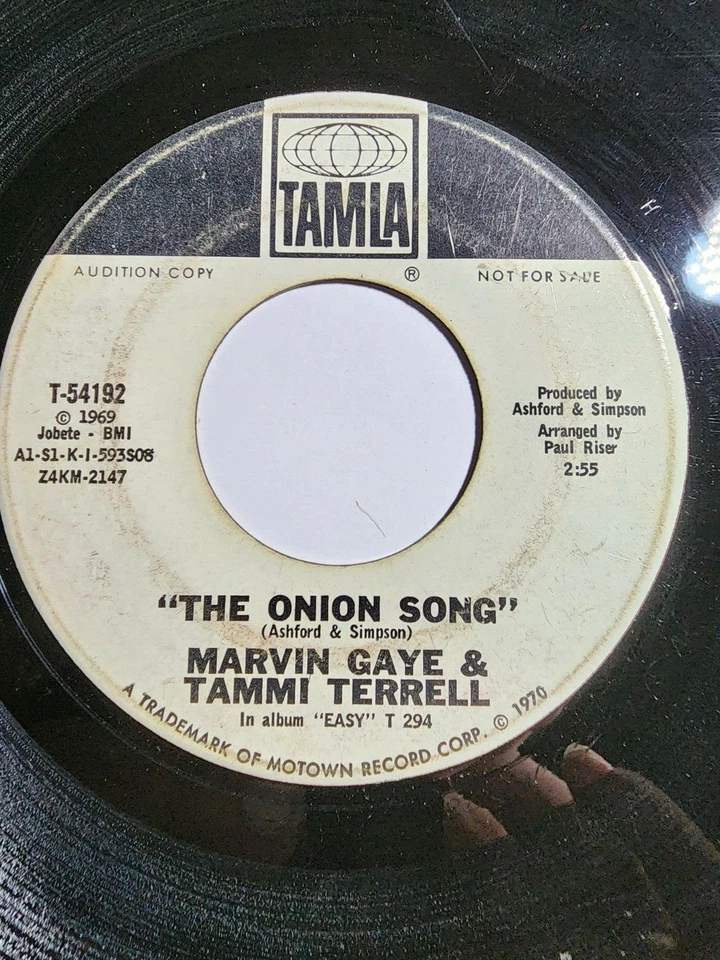 TAMLA
AUDITION COPY
®
NOT FOR SALE
T-54192
© 1969
Jobete - BMI
A1-S1-K-1-593S08
Z4KM-2147
Produced by
Ashford & Simpson
Arranged by
Paul Riser
2:55
"THE ONION SONG"
(Ashford & Simpson)
MARVIN GAYE &
TAMMI TERRELL
In album "EASY" T 294
A TRADEMARK OF MOTOWN RECORD CORP. © 1970